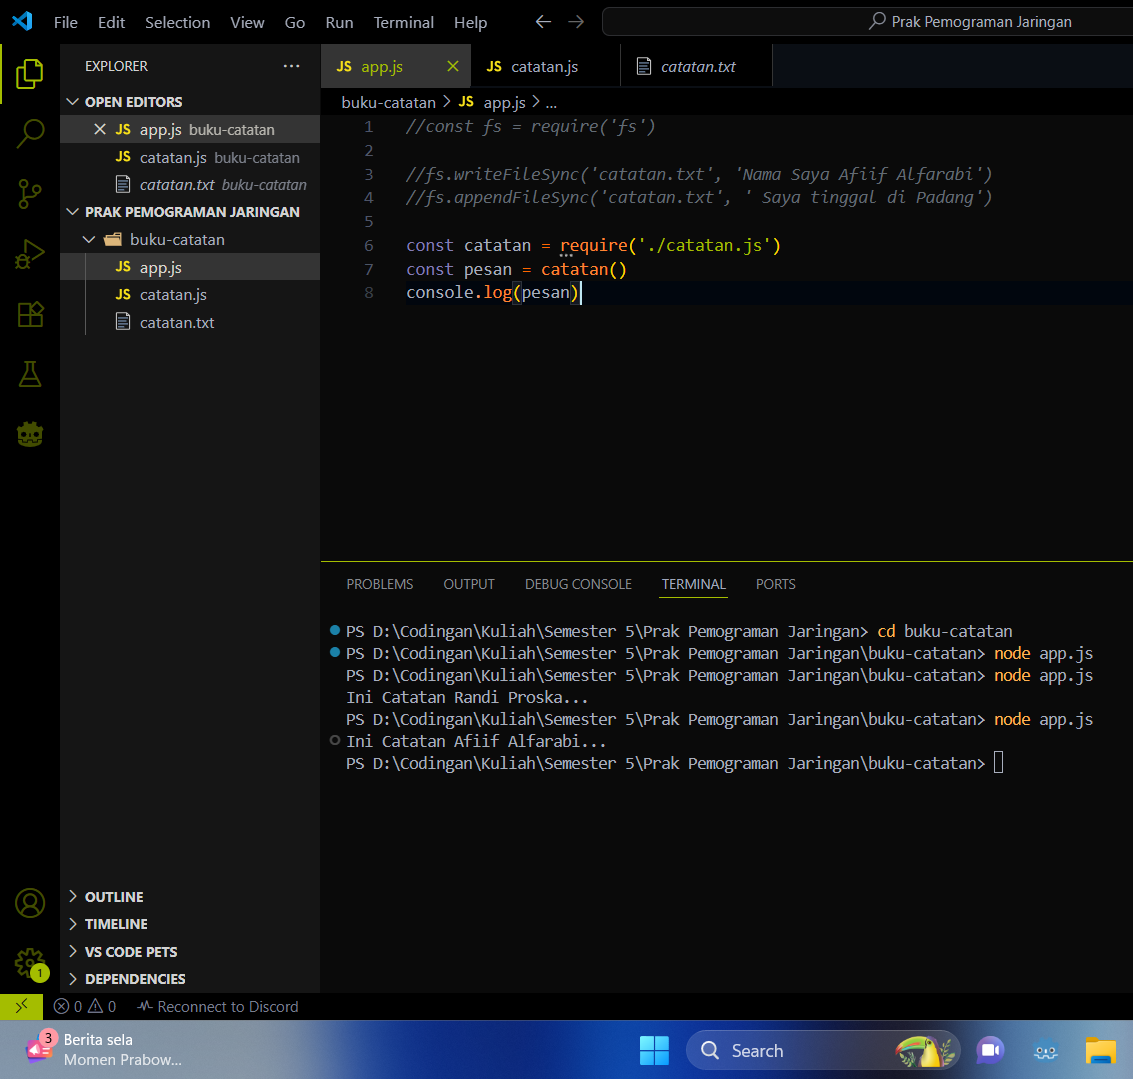 File Edit Selection View Go Run Terminal Help
Prak Pemograman Jaringan
EXPLORER
OPEN EDITORS
JS app.js buku-catatan
JS catatan.js buku-catatan
catatan.txt buku-catatan
PRAK PEMOGRAMAN JARINGAN
buku-catatan
JS app.js
JS catatan.js
catatan.txt
OUTLINE
TIMELINE
VS CODE PETS
DEPENDENCIES
1
JS app.js JS catatan.js catatan.txt
buku-catatan > JS app.js > ...
1 //const fs = require('fs')
2
3 //fs.writeFileSync('catatan.txt', 'Nama Saya Afiif Alfarabi')
4 //fs.appendFileSync('catatan.txt', ' Saya tinggal di Padang')
5
6 const catatan = require('./catatan.js')
7 const pesan = catatan()
8 console.log(pesan)
PROBLEMS OUTPUT DEBUG CONSOLE TERMINAL PORTS
PS D:\Codingan\Kuliah\Semester 5\Prak Pemograman Jaringan> cd buku-catatan
PS D:\Codingan\Kuliah\Semester 5\Prak Pemograman Jaringan\buku-catatan> node app.js
PS D:\Codingan\Kuliah\Semester 5\Prak Pemograman Jaringan\buku-catatan> node app.js
Ini Catatan Randi Proska...
PS D:\Codingan\Kuliah\Semester 5\Prak Pemograman Jaringan\buku-catatan> node app.js
Ini Catatan Afiif Alfarabi...
PS D:\Codingan\Kuliah\Semester 5\Prak Pemograman Jaringan\buku-catatan>
0 0 Reconnect to Discord
3 Berita sela
Momen Prabow...
Search